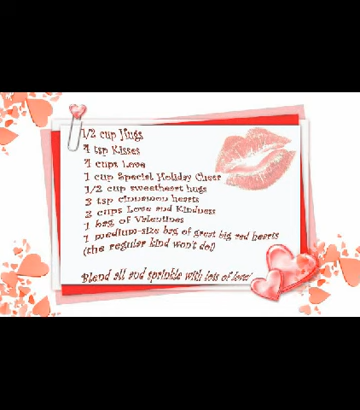 1/2 cup Hugs
4 tsp Kisses
4 cups Love
1 cup Special Holiday Cheer
1/2 cup sweetheart hugs
3 tsp cinnamon hearts
2 cups Love and Kindness
1 bag of Valentines
1 medium-size bag of great big red hearts
(the regular kind won't do!)
Blend all and sprinkle with lots of love!